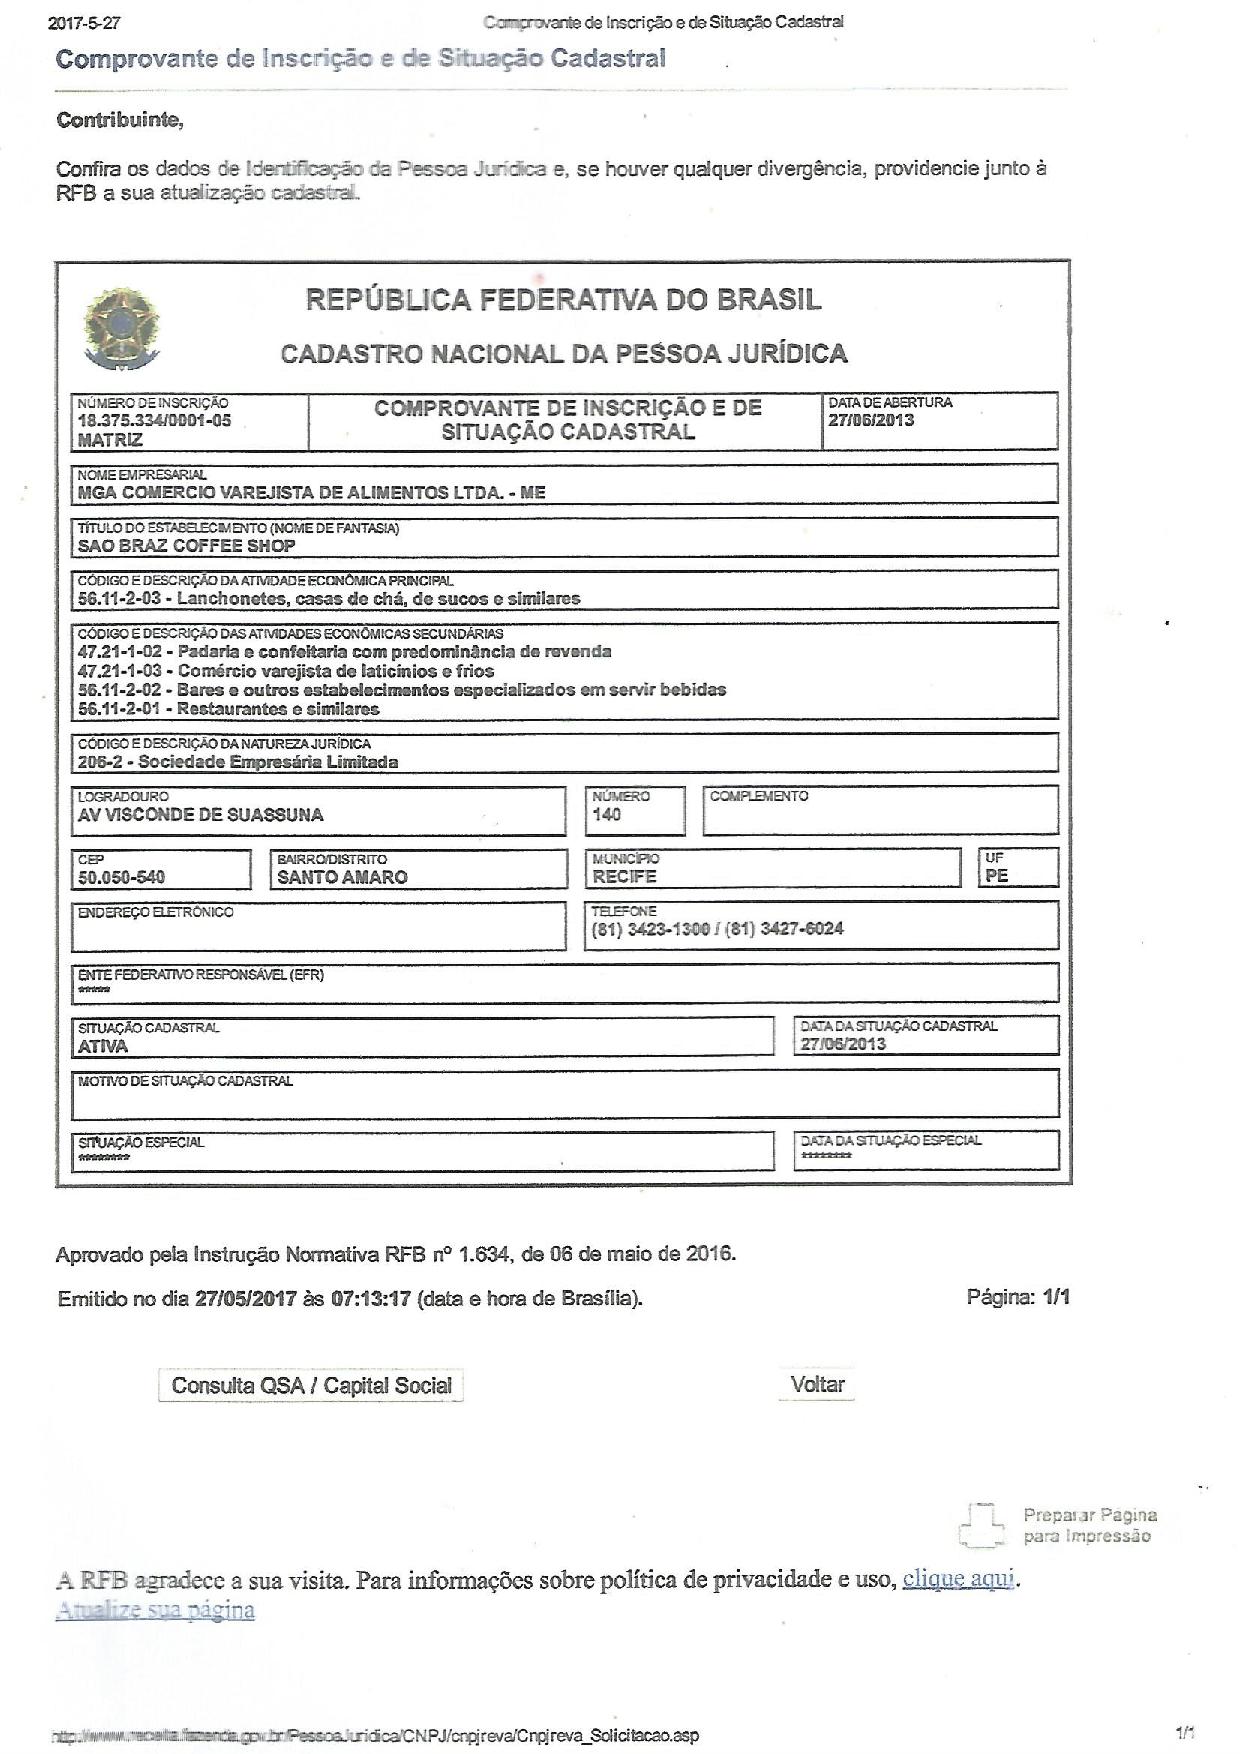 2017-5-27 Comprovante de Inscrição e de Situação Cadastral
Comprovante de Inscrição e de Situação Cadastral
Contribuinte,
Confira os dados de Identificação da Pessoa Jurídica e, se houver qualquer divergência, providencie junto à
RFB a sua atualização cadastral.
REPÚBLICA FEDERATIVA DO BRASIL
CADASTRO NACIONAL DA PESSOA JURÍDICA
NÚMERO DE INSCRIÇÃO
18.375.334/0001-05
MATRIZ
COMPROVANTE DE INSCRIÇÃO E DE
SITUAÇÃO CADASTRAL
DATA DE ABERTURA
27/06/2013
NOME EMPRESARIAL
MGA COMERCIO VAREJISTA DE ALIMENTOS LTDA. - ME
TÍTULO DO ESTABELECIMENTO (NOME DE FANTASIA)
SAO BRAZ COFFEE SHOP
CÓDIGO E DESCRIÇÃO DA ATIVIDADE ECONÔMICA PRINCIPAL
56.11-2-03 - Lanchonetes, casas de chá, de sucos e similares
CÓDIGO E DESCRIÇÃO DAS ATIVIDADES ECONÔMICAS SECUNDÁRIAS
47.21-1-02 - Padaria e confeitaria com predominância de revenda
47.21-1-03 - Comércio varejista de laticínios e frios
56.11-2-02 - Bares e outros estabelecimentos especializados em servir bebidas
56.11-2-01 - Restaurantes e similares
CÓDIGO E DESCRIÇÃO DA NATUREZA JURÍDICA
206-2 - Sociedade Empresária Limitada
LOGRADOURO
AV VISCONDE DE SUASSUNA
NÚMERO
140
COMPLEMENTO
CEP
50.050-540
BAIRRO/DISTRITO
SANTO AMARO
MUNICÍPIO
RECIFE
UF
PE
ENDEREÇO ELETRÔNICO
TELEFONE
(81) 3423-1300 / (81) 3427-6024
ENTE FEDERATIVO RESPONSÁVEL (EFR)
*****
SITUAÇÃO CADASTRAL
ATIVA
DATA DA SITUAÇÃO CADASTRAL
27/06/2013
MOTIVO DE SITUAÇÃO CADASTRAL
SITUAÇÃO ESPECIAL
********
DATA DA SITUAÇÃO ESPECIAL
********
Aprovado pela Instrução Normativa RFB nº 1.634, de 06 de maio de 2016.
Emitido no dia 27/05/2017 às 07:13:17 (data e hora de Brasília). Página: 1/1
Consulta QSA / Capital Social Voltar
Preparar Página
para Impressão
A RFB agradece a sua visita. Para informações sobre política de privacidade e uso, clique aqui.
Atualize sua página
http://www.receita.fazenda.gov.br/PessoaJuridica/CNPJ/cnpjreva/Cnpjreva_Solicitacao.asp 1/1